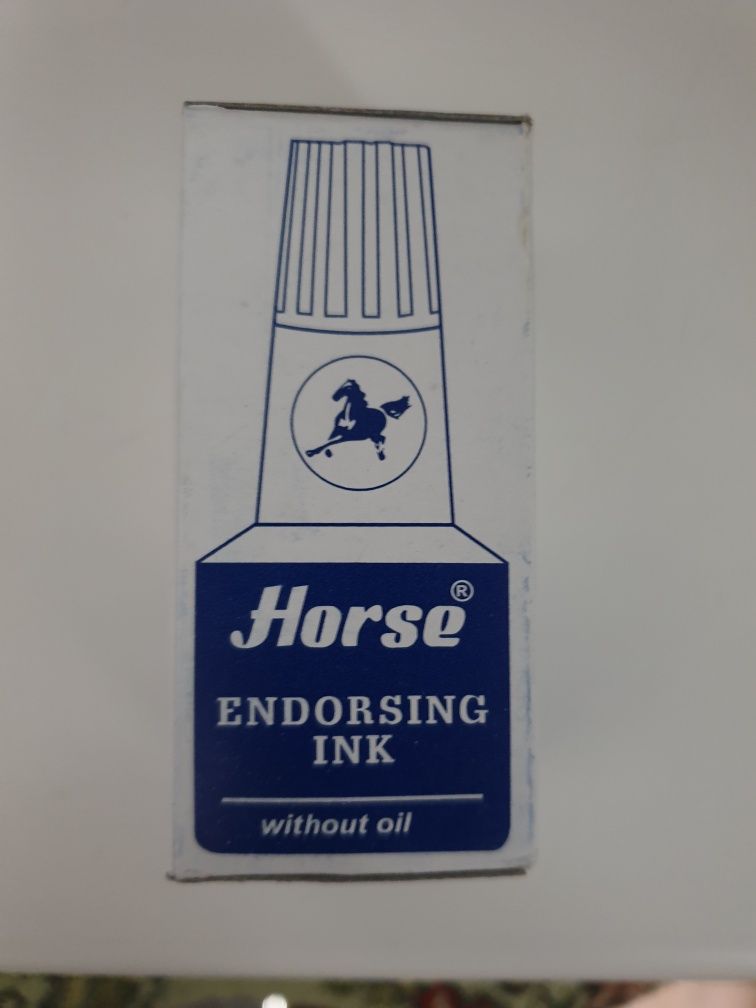 Horse®
ENDORSING
INK
without oil